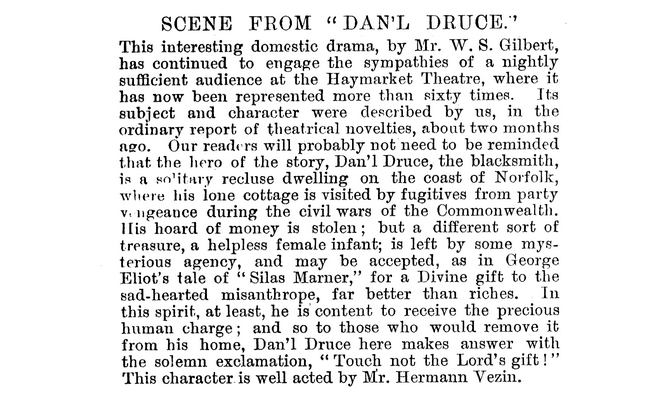 SCENE FROM "DAN'L DRUCE."
This interesting domestic drama, by Mr. W. S. Gilbert,
has continued to engage the sympathies of a nightly
sufficient audience at the Haymarket Theatre, where it
has now been represented more than sixty times. Its
subject and character were described by us, in the
ordinary report of theatrical novelties, about two months
ago. Our readers will probably not need to be reminded
that the hero of the story, Dan'l Druce, the blacksmith,
is a solitary recluse dwelling on the coast of Norfolk,
where his lone cottage is visited by fugitives from party
vengeance during the civil wars of the Commonwealth.
His hoard of money is stolen; but a different sort of
treasure, a helpless female infant; is left by some mys-
terious agency, and may be accepted, as in George
Eliot's tale of "Silas Marner," for a Divine gift to the
sad-hearted misanthrope, far better than riches. In
this spirit, at least, he is content to receive the precious
human charge; and so to those who would remove it
from his home, Dan'l Druce here makes answer with
the solemn exclamation, "Touch not the Lord's gift!"
This character is well acted by Mr. Hermann Vezin.